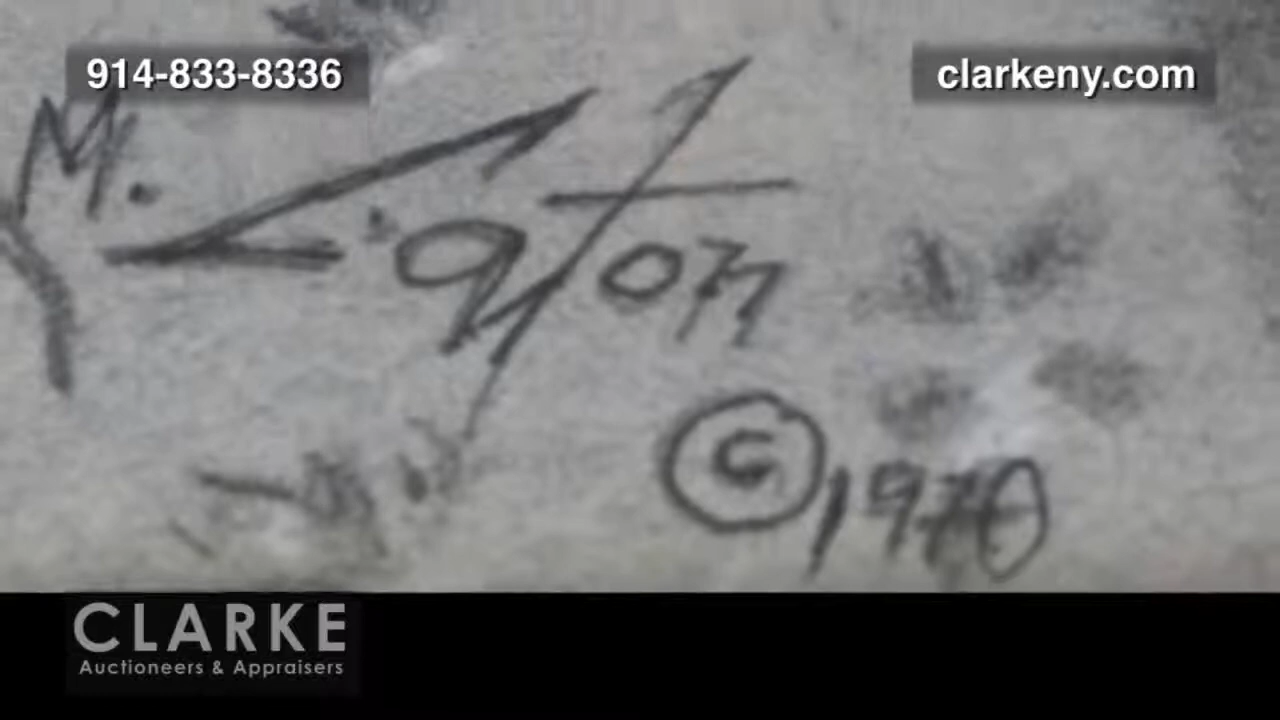 914-833-8336
clarkeny.com
M.
© 1970
CLARKE
Auctioneers & Appraisers